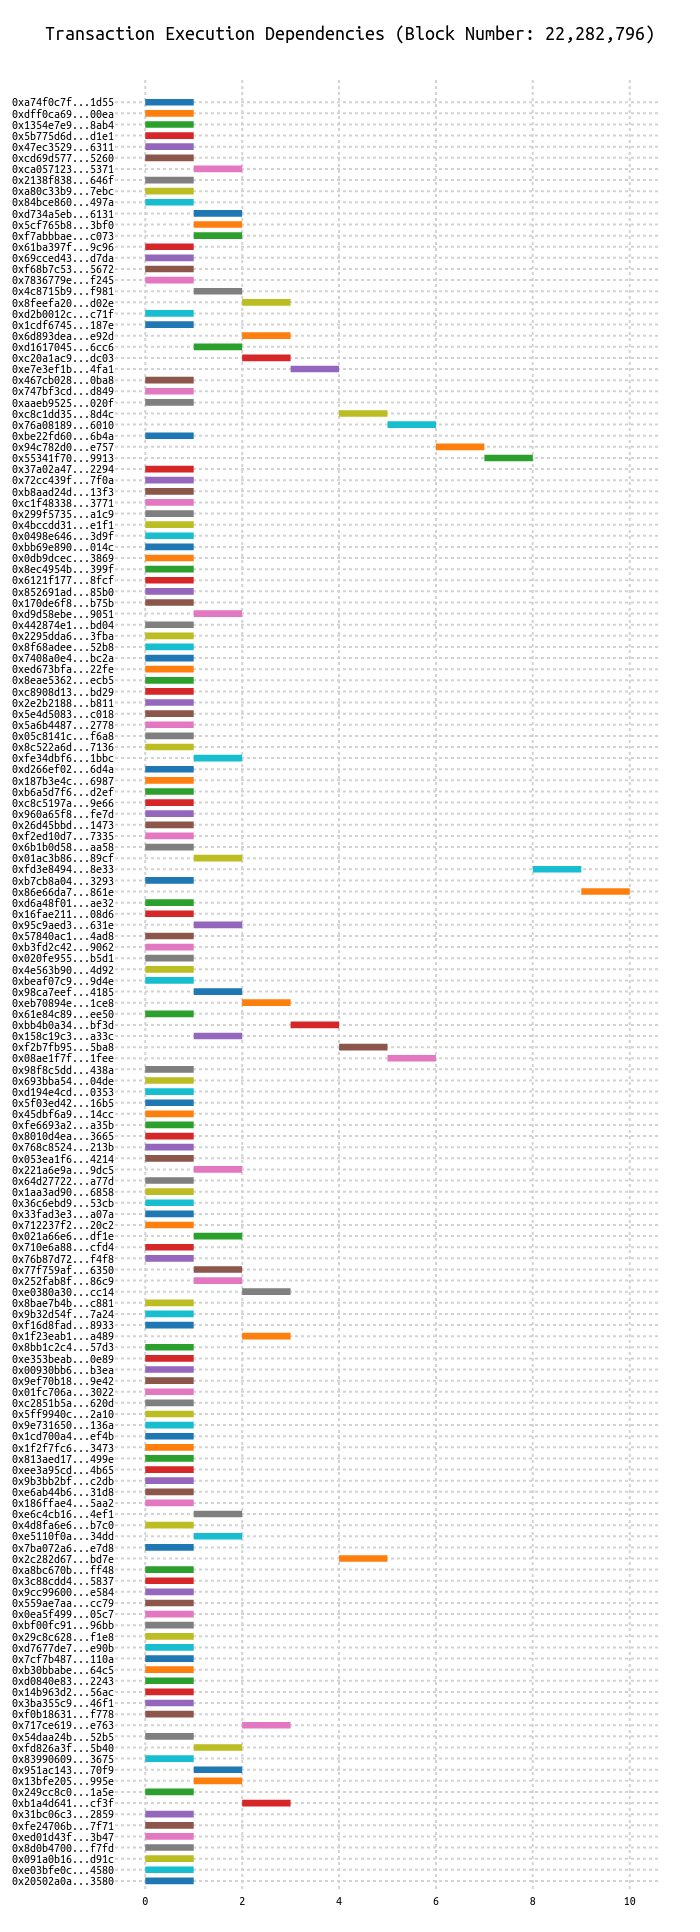 Transaction Execution Dependencies (Block Number: 22,282,796)
0xa74f0c7f...1d55
0xdff0ca69...00ea
0x1354e7e9...8ab4
0x5b775d6d...d1e1
0x47ec3529...6311
0xcd69d577...5260
0xca057123...5371
0x2138f838...646f
0xa80c33b9...7ebc
0x84bce860...497a
0xd734a5eb...6131
0x5cf765b8...3bf0
0xf7abbbae...c073
0x61ba397f...9c96
0x69cced43...d7da
0xf68b7c53...5672
0x7836779e...f245
0x4c8715b9...f981
0x8feefa20...d02e
0xd2b0012c...c71f
0x1cdf6745...187e
0x6d893dea...e92d
0xd1617045...6cc6
0xc20a1ac9...dc03
0xe7e3ef1b...4fa1
0x467cb028...0ba8
0x747bf3cd...d849
0xaaeb9525...020f
0xc8c1dd35...8d4c
0x76a08189...6010
0xbe22fd60...6b4a
0x94c782d0...e757
0x55341f70...9913
0x37a02a47...2294
0x72cc439f...7f0a
0xb8aad24d...13f3
0xc1f48338...3771
0x299f5735...a1c9
0x4bccdd31...e1f1
0x0498e646...3d9f
0xbb69e890...014c
0x0db9dcec...3869
0x8ec4954b...399f
0x6121f177...8fcf
0x852691ad...85b0
0x170de6f8...b75b
0xd9d58ebe...9051
0x442874e1...bd04
0x2295dda6...3fba
0x8f68adee...52b8
0x7408a0e4...bc2a
0xed673bfa...22fe
0x8eae5362...ecb5
0xc8908d13...bd29
0x2e2b2188...b811
0x5e4d5083...c018
0x5a6b4487...2778
0x05c8141c...f6a8
0x8c522a6d...7136
0xfe34dbf6...1bbc
0xd266ef02...6d4a
0x187b3e4c...6987
0xb6a5d7f6...d2ef
0xc8c5197a...9e66
0x960a65f8...fe7d
0x26d45bbd...1473
0xf2ed10d7...7335
0x6b1b0d58...aa58
0x01ac3b86...89cf
0xfd3e8494...8e33
0xb7cb8a04...3293
0x86e66da7...861e
0xd6a48f01...ae32
0x16fae211...08d6
0x95c9aed3...631e
0x57840ac1...4ad8
0xb3fd2c42...9062
0x020fe955...b5d1
0x4e563b90...4d92
0xbeaf07c9...9d4e
0x98ca7eef...4185
0xeb70894e...1ce8
0x61e84c89...ee50
0xbb4b0a34...bf3d
0x158c19c3...a33c
0xf2b7fb95...5ba8
0x08ae1f7f...1fee
0x98f8c5dd...438a
0x693bba54...04de
0xd194e4cd...0353
0x5f03ed42...16b5
0x45dbf6a9...14cc
0xfe6693a2...a35b
0x8010d4ea...3665
0x768c8524...213b
0x053ea1f6...4214
0x221a6e9a...9dc5
0x64d27722...a77d
0x1aa3ad90...6858
0x36c6ebd9...53cb
0x33fad3e3...a07a
0x712237f2...20c2
0x021a66e6...df1e
0x710e6a88...cfd4
0x76b87d72...f4f8
0x77f759af...6350
0x252fab8f...86c9
0xe0380a30...cc14
0x8bae7b4b...c881
0x9b32d54f...7a24
0xf16d8fad...8933
0x1f23eab1...a489
0x8bb1c2c4...57d3
0xe353beab...0e89
0x00930bb6...b3ea
0x9ef70b18...9e42
0x01fc706a...3022
0xc2851b5a...620d
0x5ff9940c...2a10
0x9e731650...136a
0x1cd700a4...ef4b
0x1f2f7fc6...3473
0x813aed17...499e
0xee3a95cd...4b65
0x9b3bb2bf...c2db
0xe6ab44b6...31d8
0x186ffae4...5aa2
0xe6c4cb16...4ef1
0x4d8fa6e6...b7c0
0xe5110f0a...34dd
0x7ba072a6...e7d8
0x2c282d67...bd7e
0xa8bc670b...ff48
0x3c88cdd4...5837
0x9cc99600...e584
0x559ae7aa...cc79
0x0ea5f499...05c7
0xbf00fc91...96bb
0x29c8c628...f1e8
0xd7677de7...e90b
0x7cf7b487...110a
0xb30bbabe...64c5
0xd0840e83...2243
0x14b963d2...56ac
0x3ba355c9...46f1
0xf0b18631...f778
0x717ce619...e763
0x54daa24b...52b5
0xfd826a3f...5b40
0x83990609...3675
0x951ac143...70f9
0x13bfe205...995e
0x249cc8c0...1a5e
0xb1a4d641...cf3f
0x31bc06c3...2859
0xfe24706b...7f71
0xed01d43f...3b47
0x8d0b4700...f7fd
0x091a0b16...d91c
0xe03bfe0c...4580
0x20502a0a...3580
0 2 4 6 8 10